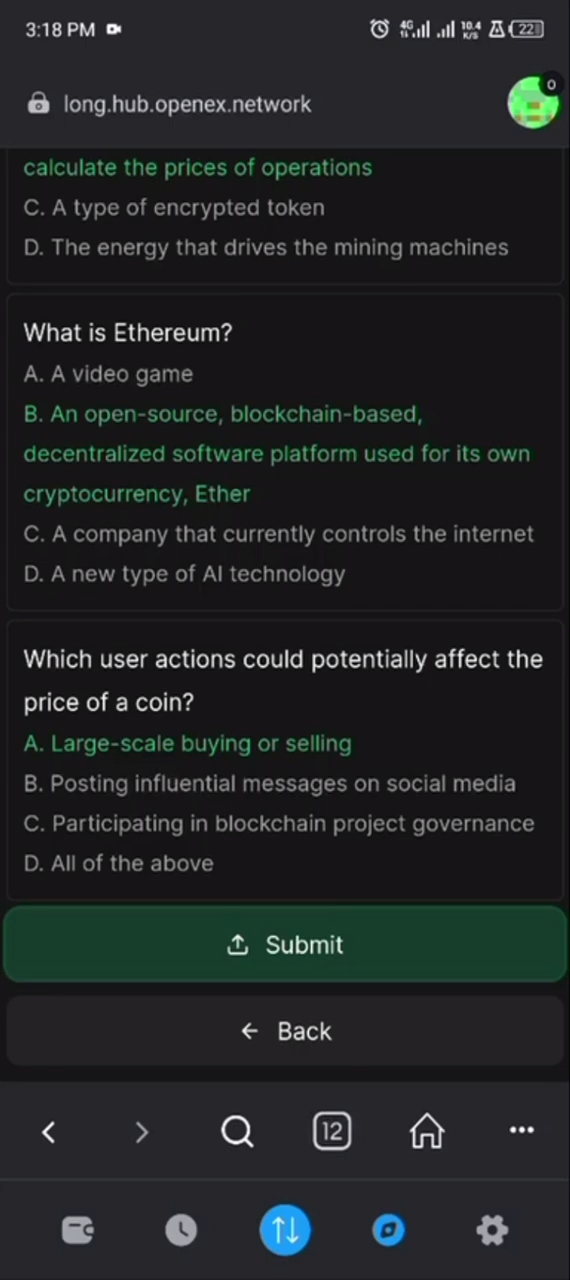 3:18 PM
4G 10.4 K/S 22
long.hub.openex.network
0
calculate the prices of operations
C. A type of encrypted token
D. The energy that drives the mining machines
What is Ethereum?
A. A video game
B. An open-source, blockchain-based,
decentralized software platform used for its own
cryptocurrency, Ether
C. A company that currently controls the internet
D. A new type of AI technology
Which user actions could potentially affect the
price of a coin?
A. Large-scale buying or selling
B. Posting influential messages on social media
C. Participating in blockchain project governance
D. All of the above
Submit
Back
12